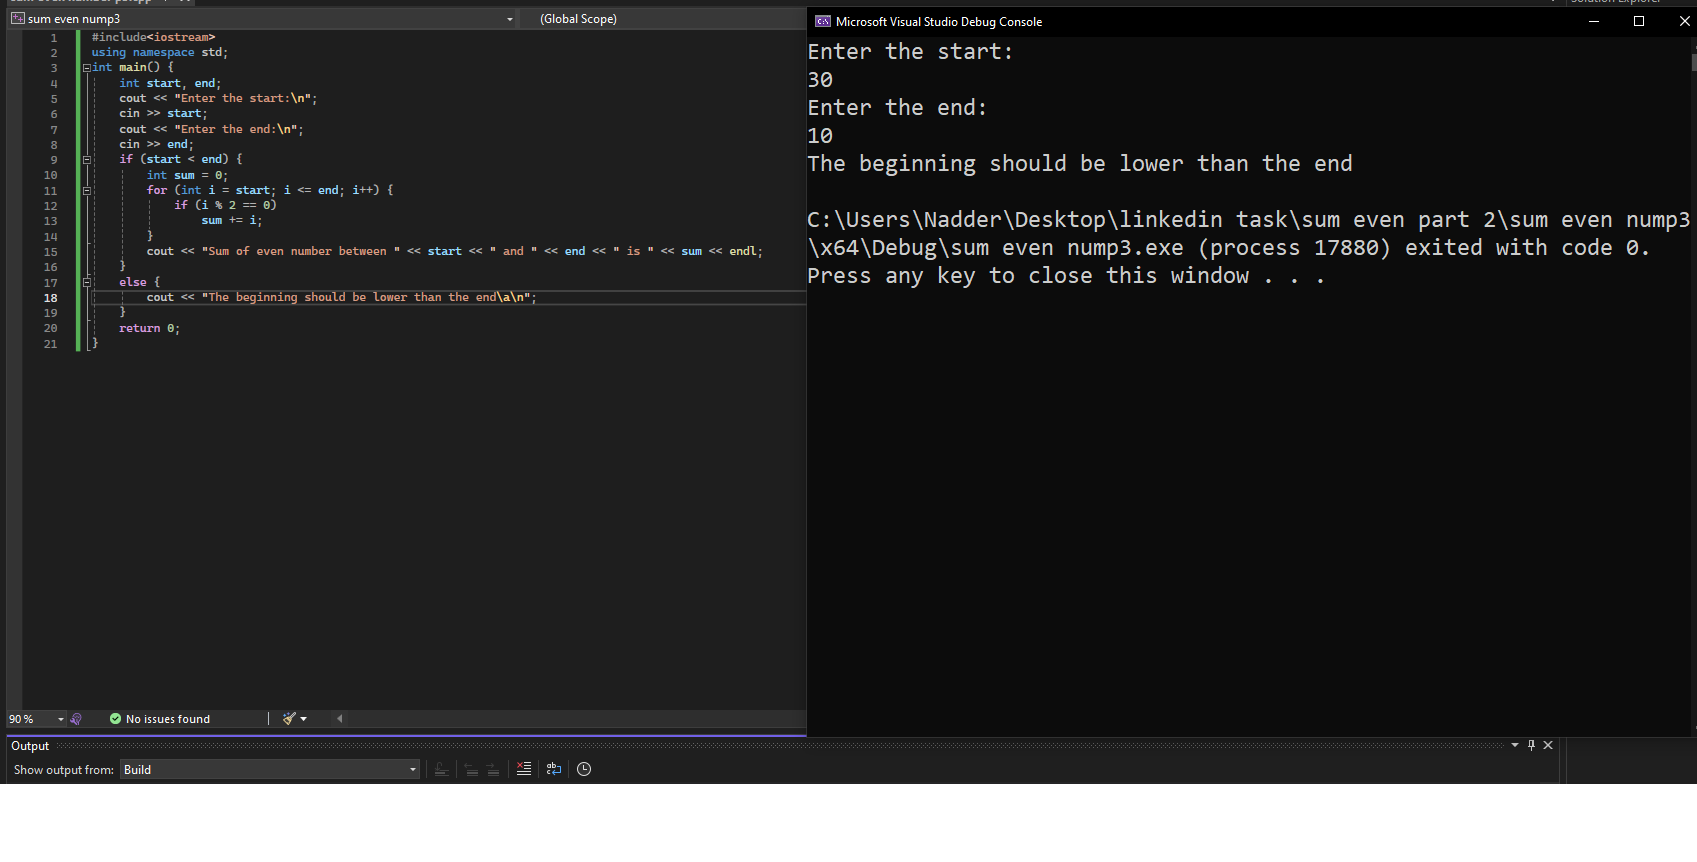 sum even nump3
(Global Scope)
1 #include<iostream>
2 using namespace std;
3 int main() {
4 int start, end;
5 cout << "Enter the start:\n";
6 cin >> start;
7 cout << "Enter the end:\n";
8 cin >> end;
9 if (start < end) {
10 int sum = 0;
11 for (int i = start; i <= end; i++) {
12 if (i % 2 == 0)
13 sum += i;
14 }
15 cout << "Sum of even number between " << start << " and " << end << " is " << sum << endl;
16 }
17 else {
18 cout << "The beginning should be lower than the end\a\n";
19 }
20 return 0;
21 }
90 %
No issues found
Microsoft Visual Studio Debug Console
Enter the start:
30
Enter the end:
10
The beginning should be lower than the end
C:\Users\Nadder\Desktop\linkedin task\sum even part 2\sum even nump3
\x64\Debug\sum even nump3.exe (process 17880) exited with code 0.
Press any key to close this window . . .
Output
Show output from: Build